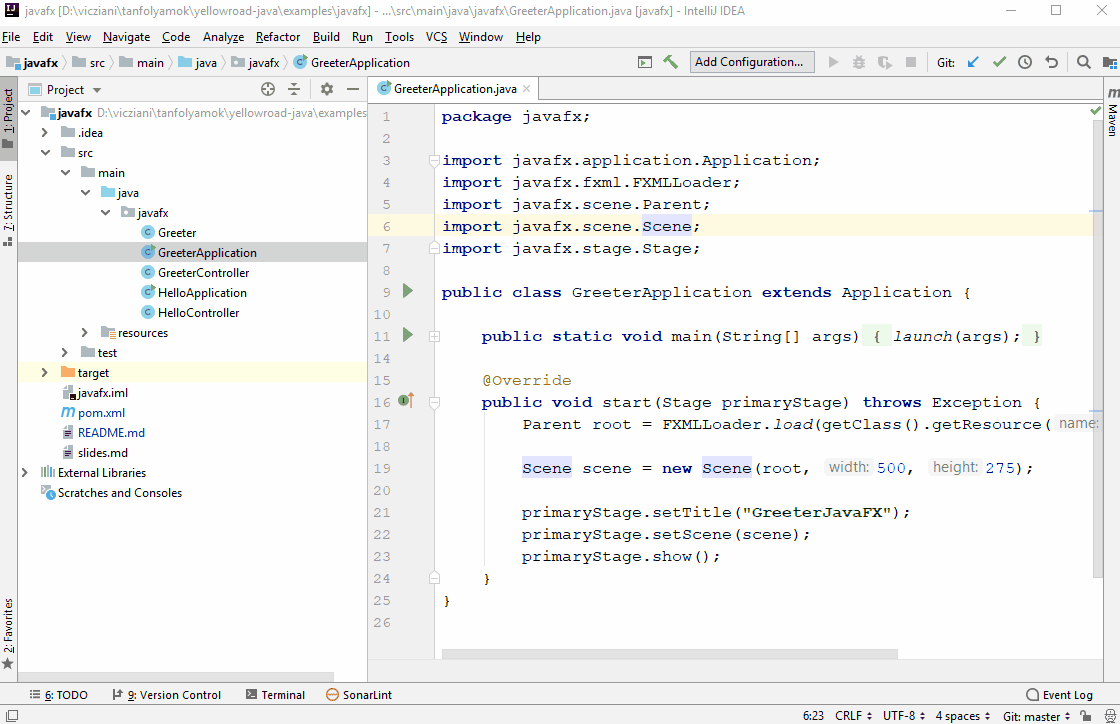 javafx [D:\vicziani\tanfolyamok\yellowroad-java\examples\javafx] - ...\src\main\java\javafx\GreeterApplication.java [javafx] - IntelliJ IDEA
File Edit View Navigate Code Analyze Refactor Build Run Tools VCS Window Help
javafx src main java javafx GreeterApplication Add Configuration... Git:
1: Project
7: Structure
2: Favorites
Project
javafx D:\vicziani\tanfolyamok\yellowroad-java\examples
.idea
src
main
java
javafx
Greeter
GreeterApplication
GreeterController
HelloApplication
HelloController
resources
test
target
javafx.iml
pom.xml
README.md
slides.md
External Libraries
Scratches and Consoles
GreeterApplication.java
1 package javafx;
2
3 import javafx.application.Application;
4 import javafx.fxml.FXMLLoader;
5 import javafx.scene.Parent;
6 import javafx.scene.Scene;
7 import javafx.stage.Stage;
8
9 public class GreeterApplication extends Application {
10
11 public static void main(String[] args) { launch(args); }
14
15 @Override
16 public void start(Stage primaryStage) throws Exception {
17 Parent root = FXMLLoader.load(getClass().getResource( name:
18
19 Scene scene = new Scene(root, width: 500, height: 275);
20
21 primaryStage.setTitle("GreeterJavaFX");
22 primaryStage.setScene(scene);
23 primaryStage.show();
24 }
25 }
26
Maven
6: TODO 9: Version Control Terminal SonarLint Event Log
6:23 CRLF UTF-8 4 spaces Git: master